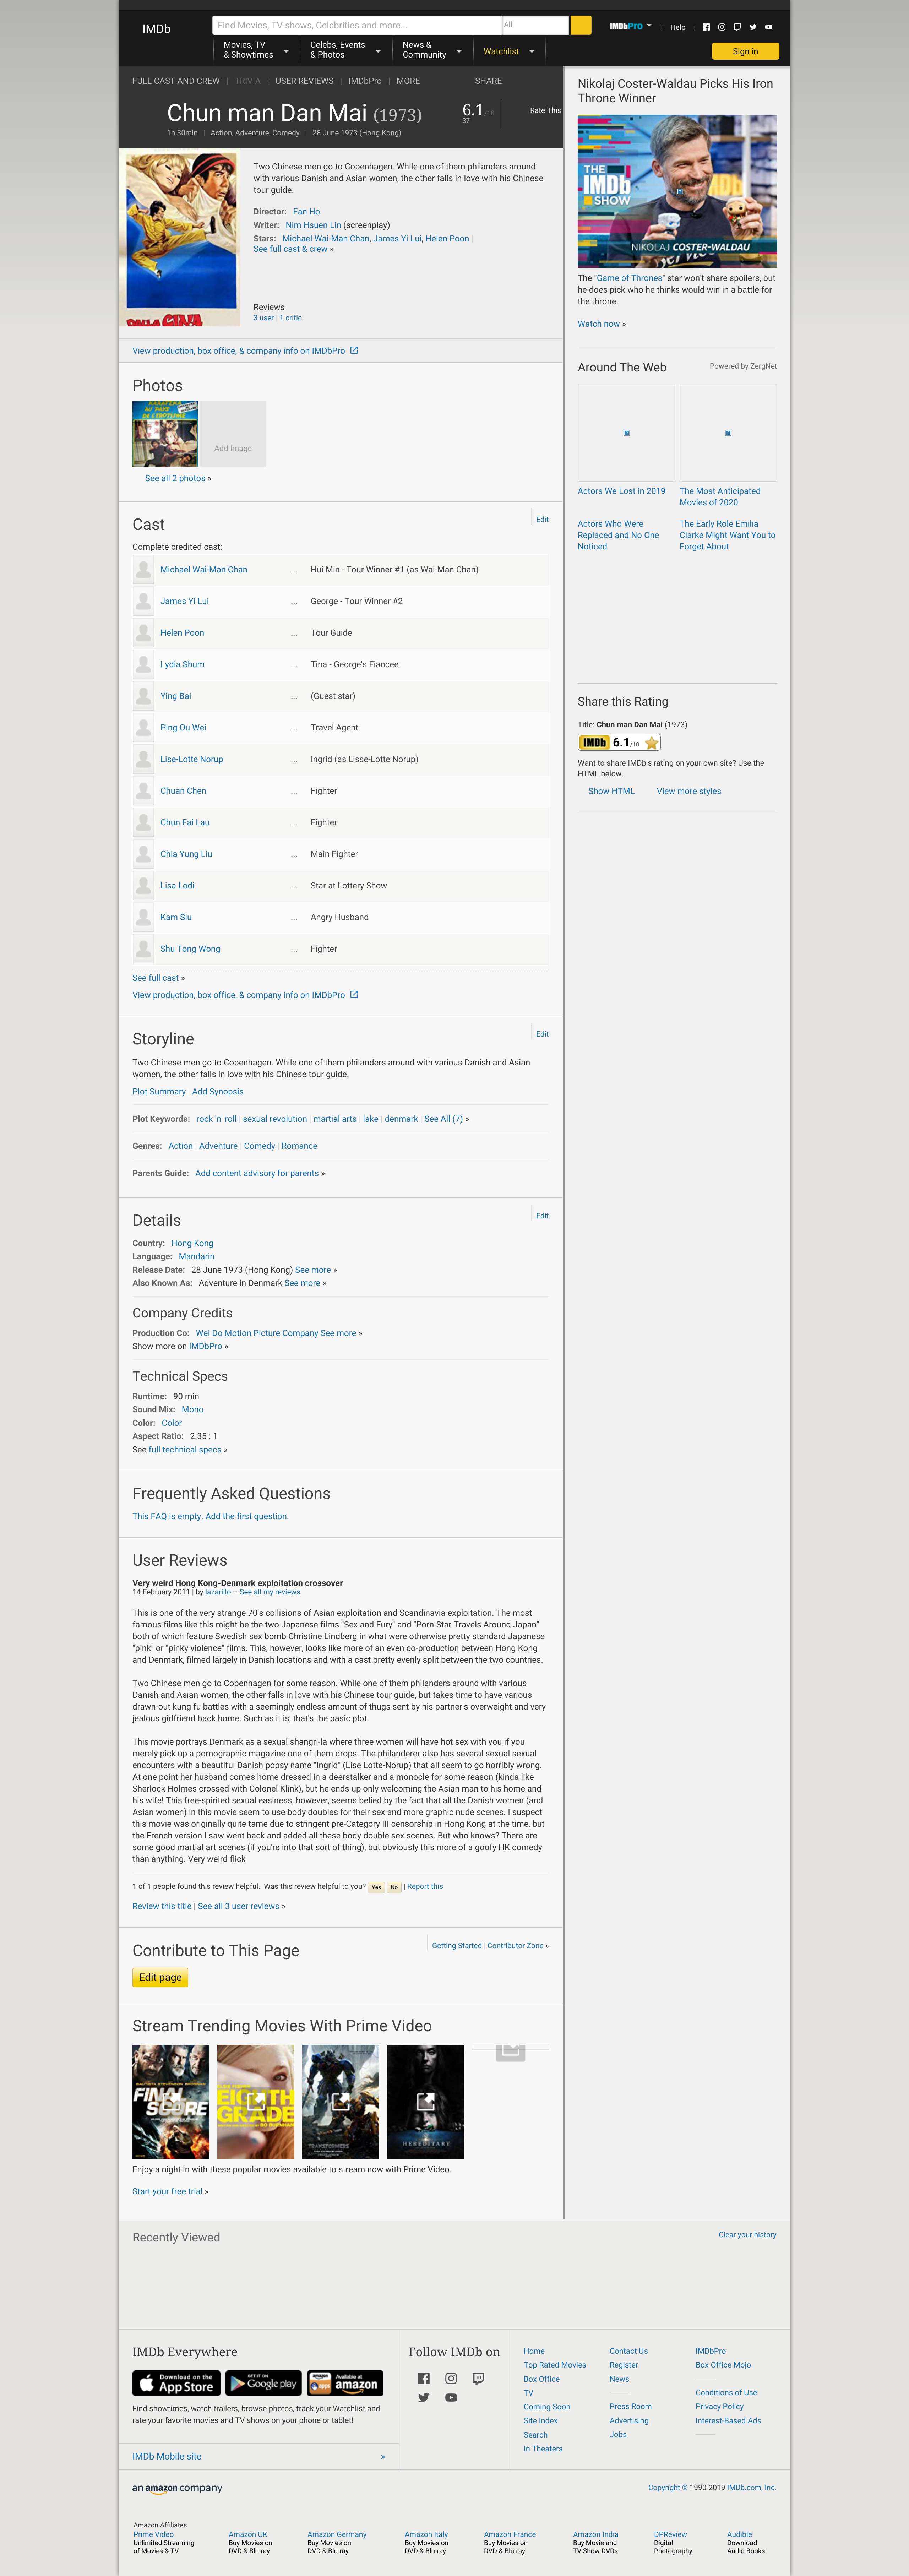 IMDb
Find Movies, TV shows, Celebrities and more...
All
IMDbPro
|
Help
|
Movies, TV
& Showtimes
Celebs, Events
& Photos
News &
Community
Watchlist
Sign in
FULL CAST AND CREW | TRIVIA | USER REVIEWS | IMDbPro | MORE
SHARE
Chun man Dan Mai (1973)
1h 30min | Action, Adventure, Comedy | 28 June 1973 (Hong Kong)
6.1/10
37
Rate This
Two Chinese men go to Copenhagen. While one of them philanders around
with various Danish and Asian women, the other falls in love with his Chinese
tour guide.
Director: Fan Ho
Writer: Nim Hsuen Lin (screenplay)
Stars: Michael Wai-Man Chan, James Yi Lui, Helen Poon |
See full cast & crew »
Reviews
3 user | 1 critic
View production, box office, & company info on IMDbPro
Photos
Add Image
See all 2 photos »
Cast
Edit
Complete credited cast:
Michael Wai-Man Chan ... Hui Min - Tour Winner #1 (as Wai-Man Chan)
James Yi Lui ... George - Tour Winner #2
Helen Poon ... Tour Guide
Lydia Shum ... Tina - George's Fiancee
Ying Bai ... (Guest star)
Ping Ou Wei ... Travel Agent
Lise-Lotte Norup ... Ingrid (as Lisse-Lotte Norup)
Chuan Chen ... Fighter
Chun Fai Lau ... Fighter
Chia Yung Liu ... Main Fighter
Lisa Lodi ... Star at Lottery Show
Kam Siu ... Angry Husband
Shu Tong Wong ... Fighter
See full cast »
View production, box office, & company info on IMDbPro
Storyline
Edit
Two Chinese men go to Copenhagen. While one of them philanders around with various Danish and Asian
women, the other falls in love with his Chinese tour guide.
Plot Summary | Add Synopsis
Plot Keywords: rock 'n' roll | sexual revolution | martial arts | lake | denmark | See All (7) »
Genres: Action | Adventure | Comedy | Romance
Parents Guide: Add content advisory for parents »
Details
Edit
Country: Hong Kong
Language: Mandarin
Release Date: 28 June 1973 (Hong Kong) See more »
Also Known As: Adventure in Denmark See more »
Company Credits
Production Co: Wei Do Motion Picture Company See more »
Show more on IMDbPro »
Technical Specs
Runtime: 90 min
Sound Mix: Mono
Color: Color
Aspect Ratio: 2.35 : 1
See full technical specs »
Frequently Asked Questions
This FAQ is empty. Add the first question.
User Reviews
Very weird Hong Kong-Denmark exploitation crossover
14 February 2011 | by lazarillo – See all my reviews
This is one of the very strange 70's collisions of Asian exploitation and Scandinavia exploitation. The most
famous films like this might be the two Japanese films "Sex and Fury" and "Porn Star Travels Around Japan"
both of which feature Swedish sex bomb Christine Lindberg in what were otherwise pretty standard Japanese
"pink" or "pinky violence" films. This, however, looks like more of an even co-production between Hong Kong
and Denmark, filmed largely in Danish locations and with a cast pretty evenly split between the two countries.
Two Chinese men go to Copenhagen for some reason. While one of them philanders around with various
Danish and Asian women, the other falls in love with his Chinese tour guide, but takes time to have various
drawn-out kung fu battles with a seemingly endless amount of thugs sent by his partner's overweight and very
jealous girlfriend back home. Such as it is, that's the basic plot.
This movie portrays Denmark as a sexual shangri-la where three women will have hot sex with you if you
merely pick up a pornographic magazine one of them drops. The philanderer also has several sexual sexual
encounters with a beautiful Danish popsy name "Ingrid" (Lise Lotte-Norup) that all seem to go horribly wrong.
At one point her husband comes home dressed in a deerstalker and a monocle for some reason (kinda like
Sherlock Holmes crossed with Colonel Klink), but he ends up only welcoming the Asian man to his home and
his wife! This free-spirited sexual easiness, however, seems belied by the fact that all the Danish women (and
Asian women) in this movie seem to use body doubles for their sex and more graphic nude scenes. I suspect
this movie was originally quite tame due to stringent pre-Category III censorship in Hong Kong at the time, but
the French version I saw went back and added all these body double sex scenes. But who knows? There are
some good martial arts scenes (if you're into that sort of thing), but obviously this more of a goofy HK comedy
than anything. Very weird flick
1 of 1 people found this review helpful. Was this review helpful to you? Yes No | Report this
Review this title | See all 3 user reviews »
Contribute to This Page
Getting Started | Contributor Zone »
Edit page
Stream Trending Movies With Prime Video
FINAL SCORE
EIGHTH
GRADE
TRANSFORMERS
HEREDITARY
Enjoy a night in with these popular movies available to stream now with Prime Video.
Start your free trial »
Nikolaj Coster-Waldau Picks His Iron
Throne Winner
THE
IMDb
SHOW
NIKOLAJ COSTER-WALDAU
The "Game of Thrones" star won't share spoilers, but
he does pick who he thinks would win in a battle for
the throne.
Watch now »
Around The Web
Powered by ZergNet
Actors We Lost in 2019
The Most Anticipated
Movies of 2020
Actors Who Were
Replaced and No One
Noticed
The Early Role Emilia
Clarke Might Want You to
Forget About
Share this Rating
Title: Chun man Dan Mai (1973)
IMDb 6.1/10
Want to share IMDb's rating on your own site? Use the
HTML below.
Show HTML
View more styles
Recently Viewed
Clear your history
IMDb Everywhere
Download on the
App Store
GET IT ON
Google play
Available at
amazon
Find showtimes, watch trailers, browse photos, track your Watchlist and
rate your favorite movies and TV shows on your phone or tablet!
IMDb Mobile site »
Follow IMDb on
Home
Top Rated Movies
Box Office
TV
Coming Soon
Site Index
Search
In Theaters
Contact Us
Register
News
Press Room
Advertising
Jobs
IMDbPro
Box Office Mojo
Conditions of Use
Privacy Policy
Interest-Based Ads
an amazon company
Copyright © 1990-2019 IMDb.com, Inc.
Amazon Affiliates
Prime Video
Unlimited Streaming
of Movies & TV
Amazon UK
Buy Movies on
DVD & Blu-ray
Amazon Germany
Buy Movies on
DVD & Blu-ray
Amazon Italy
Buy Movies on
DVD & Blu-ray
Amazon France
Buy Movies on
DVD & Blu-ray
Amazon India
Buy Movie and
TV Show DVDs
DPReview
Digital
Photography
Audible
Download
Audio Books